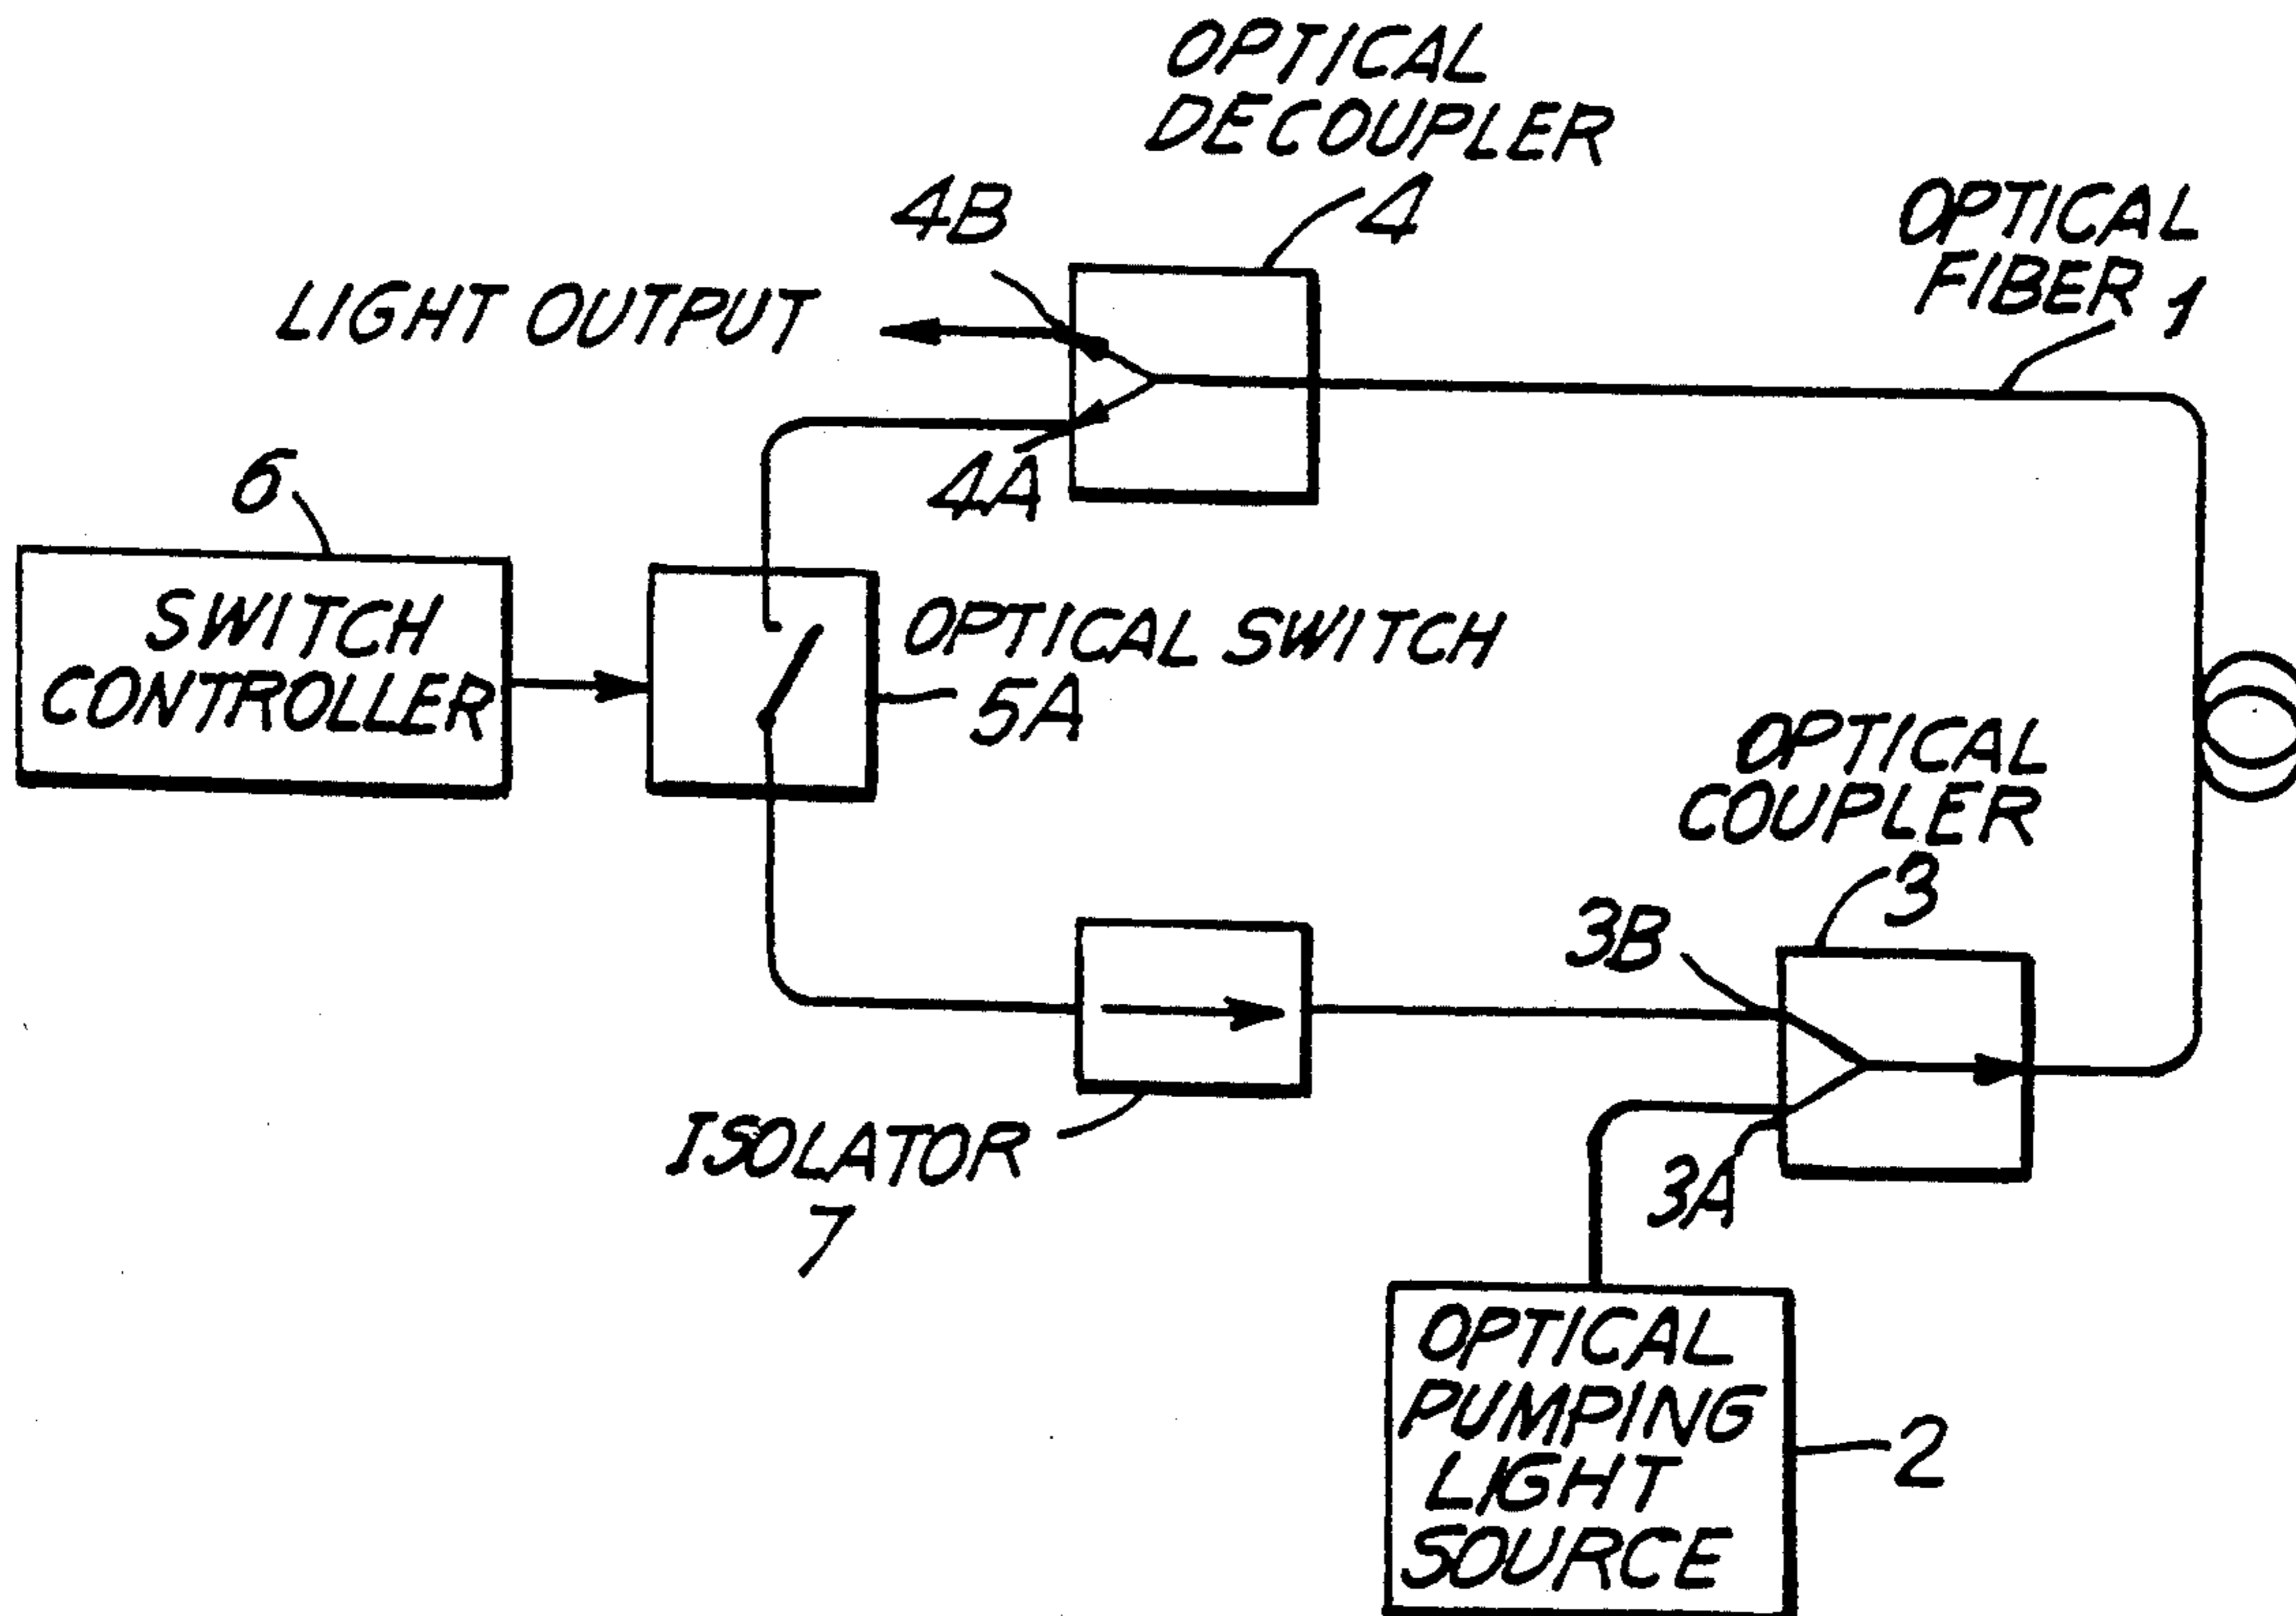 OPTICAL
DECOUPLER
4
4B
LIGHT OUTPUT
OPTICAL
FIBER 1
4A
6
SWITCH
CONTROLLER
OPTICAL SWITCH
5A
OPTICAL
COUPLER
3
3B
ISOLATOR
7
3A
OPTICAL
PUMPING
LIGHT
SOURCE
2